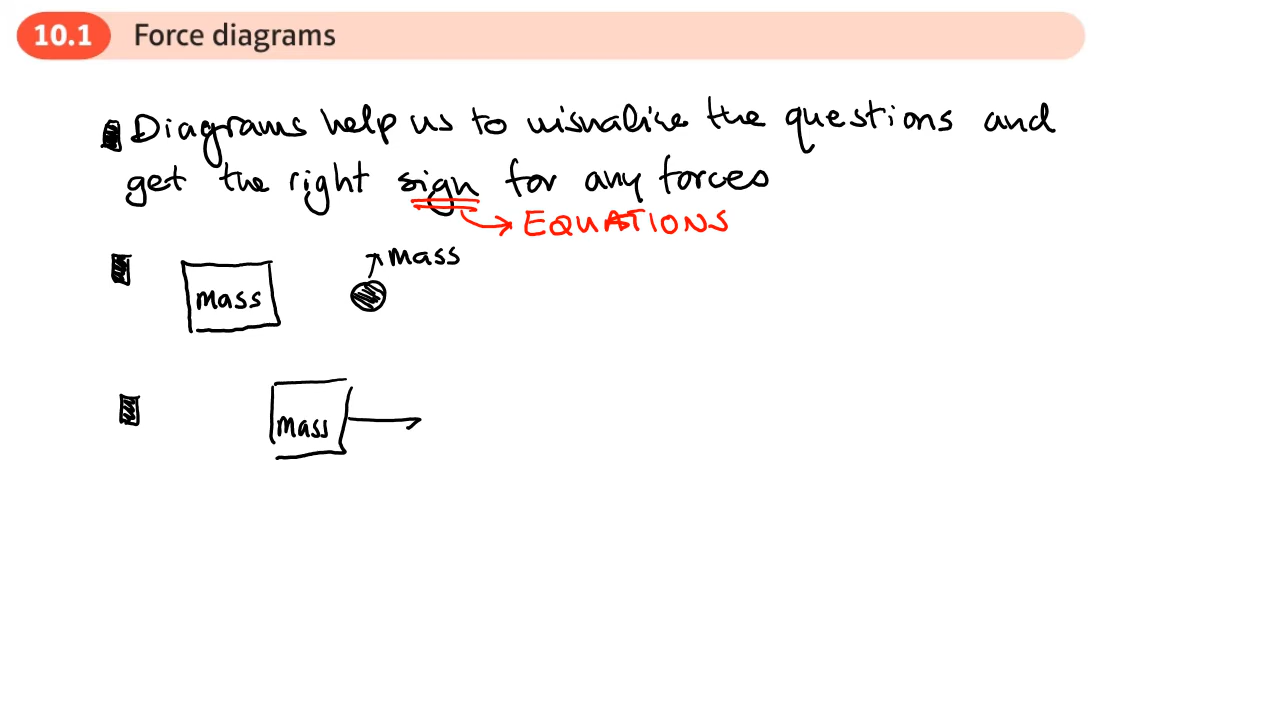 10.1 Force diagrams
Diagrams help us to visualise the questions and
get the right sign for any forces
EQUATIONS
mass
mass
mass